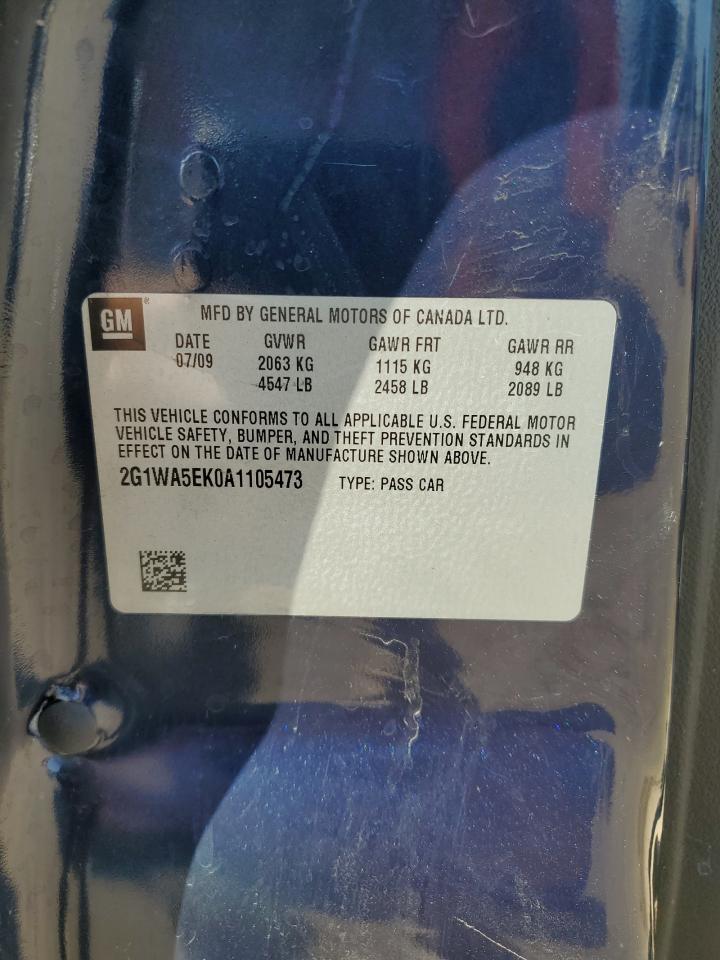 GM®
MFD BY GENERAL MOTORS OF CANADA LTD.
DATE GVWR GAWR FRT GAWR RR
07/09 2063 KG 1115 KG 948 KG
4547 LB 2458 LB 2089 LB
THIS VEHICLE CONFORMS TO ALL APPLICABLE U.S. FEDERAL MOTOR
VEHICLE SAFETY, BUMPER, AND THEFT PREVENTION STANDARDS IN
EFFECT ON THE DATE OF MANUFACTURE SHOWN ABOVE.
2G1WA5EK0A1105473 TYPE: PASS CAR